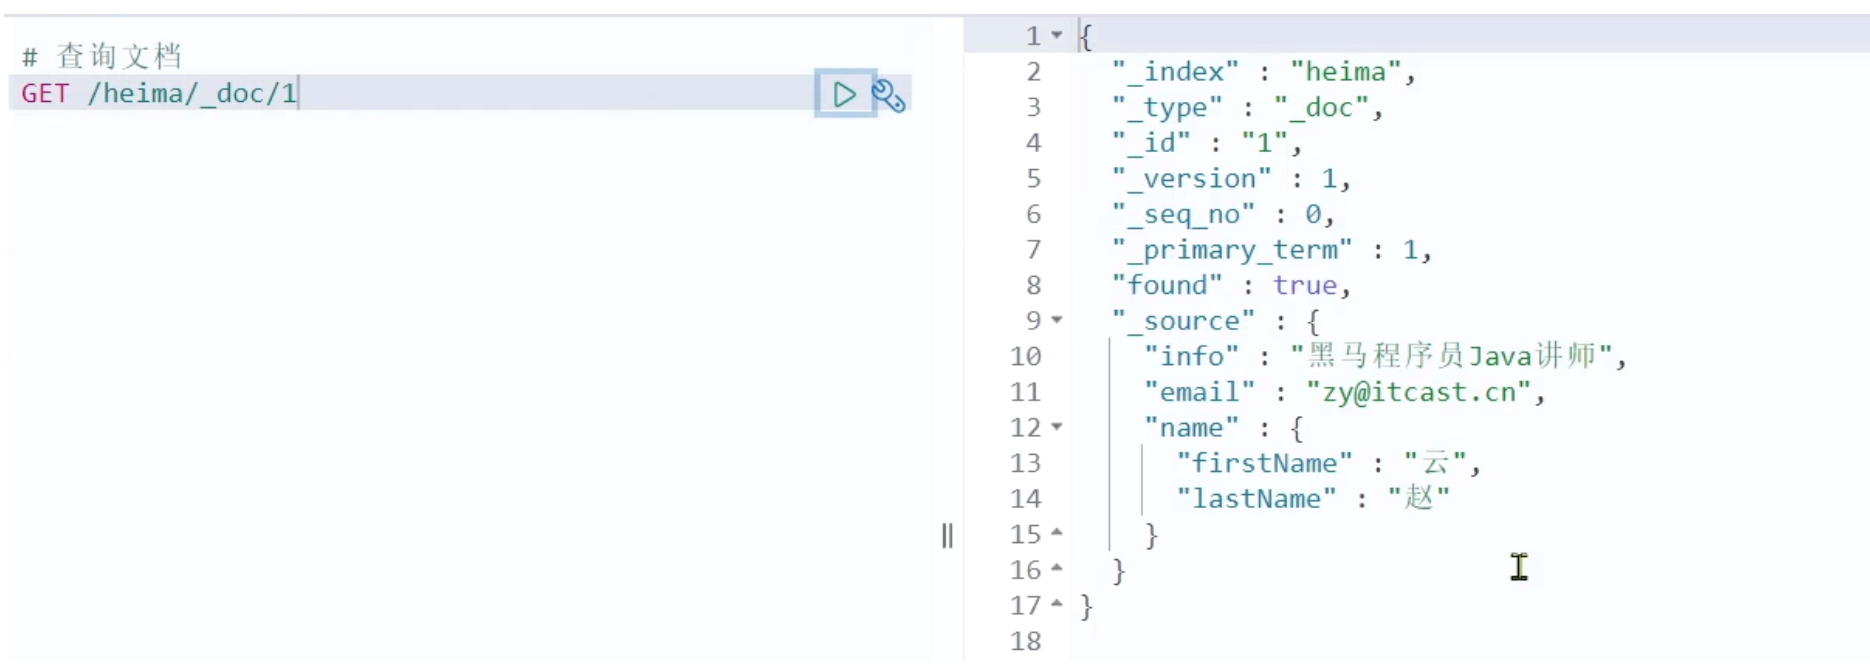 # 查询文档
GET /heima/_doc/1
1 {
2 "_index" : "heima",
3 "_type" : "_doc",
4 "_id" : "1",
5 "_version" : 1,
6 "_seq_no" : 0,
7 "_primary_term" : 1,
8 "found" : true,
9 "_source" : {
10 "info" : "黑马程序员Java讲师",
11 "email" : "zy@itcast.cn",
12 "name" : {
13 "firstName" : "云",
14 "lastName" : "赵"
15 }
16 }
17 }
18